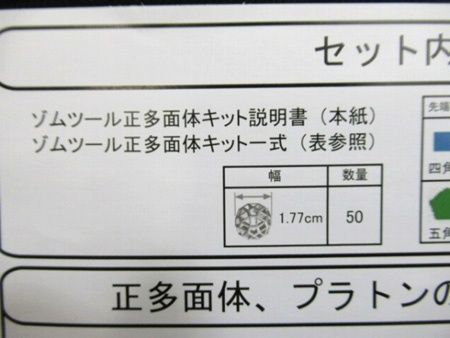 セット内
ゾムツール正多面体キット説明書（本紙）
ゾムツール正多面体キット一式（表参照）
幅 数量
1.77cm 50
先端
四角
五角
正多面体、プラトンの